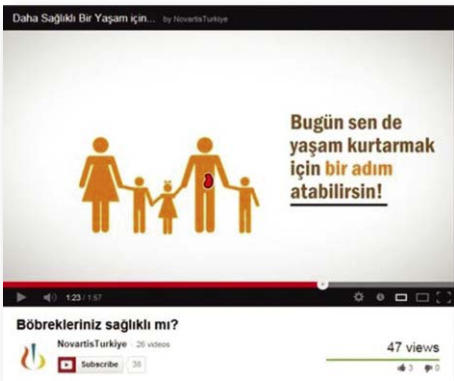 Daha Sağlıklı Bir Yaşam için... by NovartisTurkiye
Bugün sen de
yaşam kurtarmak
için bir adım
atabilirsin!
1:23 / 1:57
Böbrekleriniz sağlıklı mı?
NovartisTurkiye · 26 videos
Subscribe 38
47 views
3 0